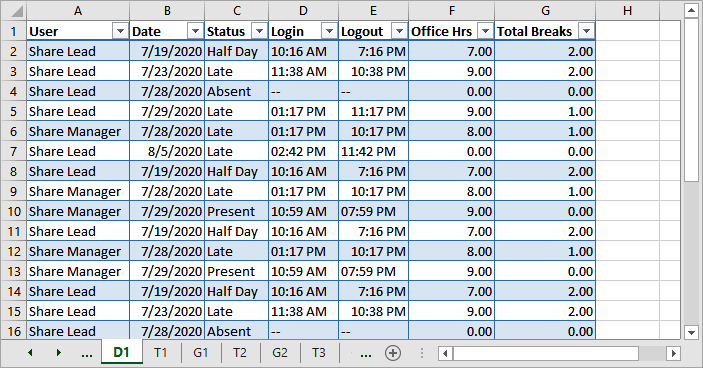 A B C D E F G H
1 User Date Status Login Logout Office Hrs Total Breaks
2 Share Lead 7/19/2020 Half Day 10:16 AM 7:16 PM 7.00 2.00
3 Share Lead 7/23/2020 Late 11:38 AM 10:38 PM 9.00 2.00
4 Share Lead 7/28/2020 Absent -- -- 0.00 0.00
5 Share Lead 7/29/2020 Late 01:17 PM 11:17 PM 9.00 1.00
6 Share Manager 7/28/2020 Late 01:17 PM 10:17 PM 8.00 1.00
7 Share Lead 8/5/2020 Late 02:42 PM 11:42 PM 0.00 0.00
8 Share Lead 7/19/2020 Half Day 10:16 AM 7:16 PM 7.00 2.00
9 Share Manager 7/28/2020 Late 01:17 PM 10:17 PM 8.00 1.00
10 Share Manager 7/29/2020 Present 10:59 AM 07:59 PM 9.00 0.00
11 Share Lead 7/19/2020 Half Day 10:16 AM 7:16 PM 7.00 2.00
12 Share Manager 7/28/2020 Late 01:17 PM 10:17 PM 8.00 1.00
13 Share Manager 7/29/2020 Present 10:59 AM 07:59 PM 9.00 0.00
14 Share Lead 7/19/2020 Half Day 10:16 AM 7:16 PM 7.00 2.00
15 Share Lead 7/23/2020 Late 11:38 AM 10:38 PM 9.00 2.00
16 Share Lead 7/28/2020 Absent -- -- 0.00 0.00
... D1 T1 G1 T2 G2 T3 ...